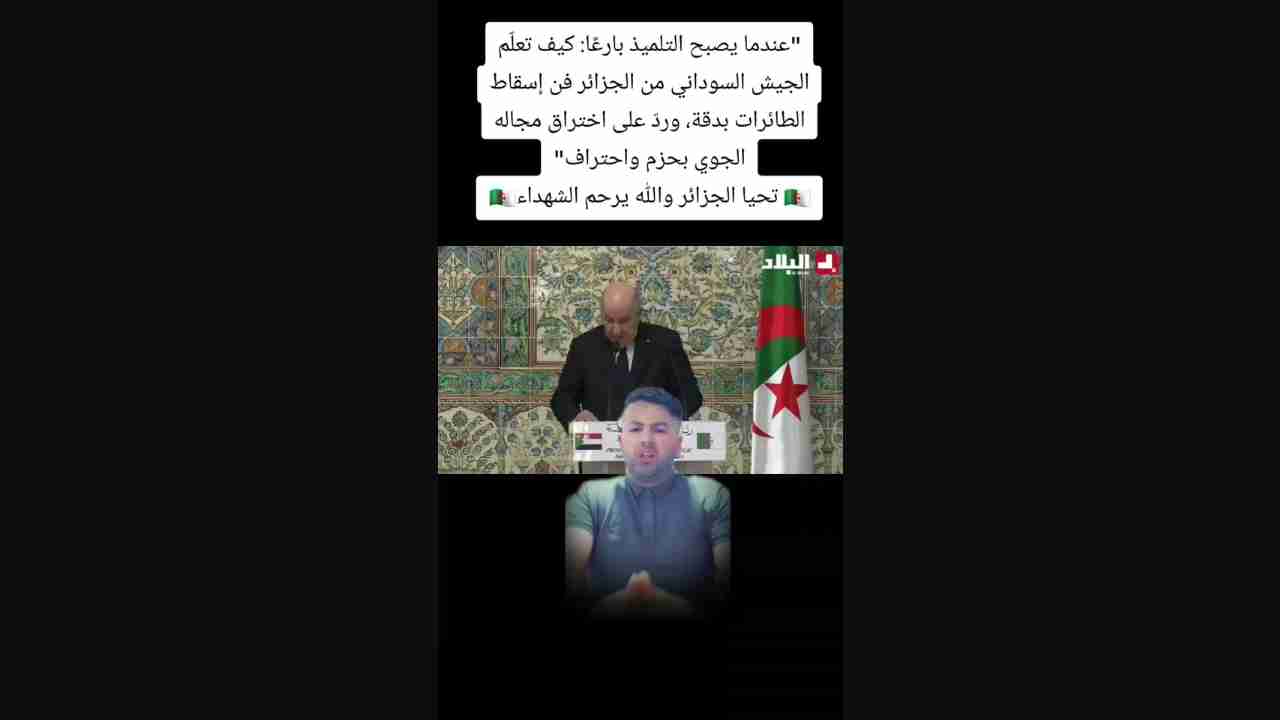 "عندما يصبح التلميذ بارعًا: كيف تعلّم
الجيش السوداني من الجزائر فن إسقاط
الطائرات بدقة، وردّ على اختراق مجاله
الجوي بحزم واحتراف"
🇩🇿 تحيا الجزائر والله يرحم الشهداء🇩🇿
البلاد